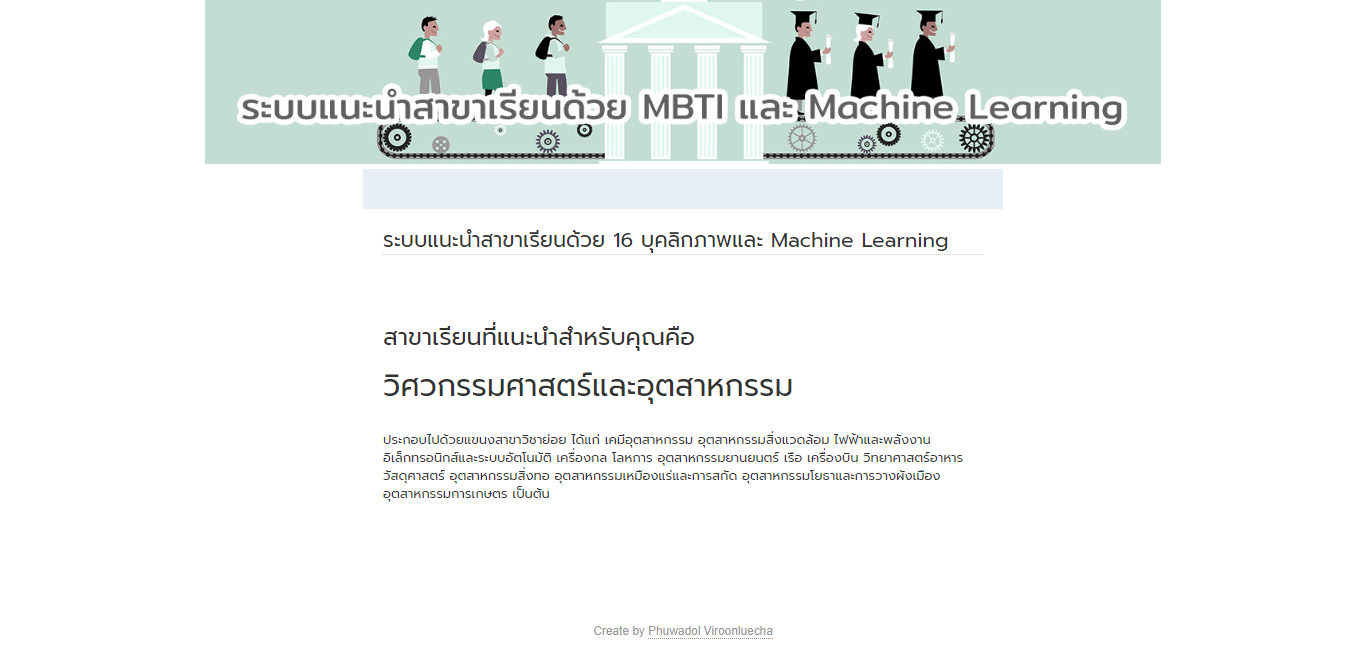 ระบบแนะนำสาขาเรียนด้วย MBTI และ Machine Learning
ระบบแนะนำสาขาเรียนด้วย 16 บุคลิกภาพและ Machine Learning
สาขาเรียนที่แนะนำสำหรับคุณคือ
วิศวกรรมศาสตร์และอุตสาหกรรม
ประกอบไปด้วยแขนงสาขาวิชาย่อย ได้แก่ เคมีอุตสาหกรรม อุตสาหกรรมสิ่งแวดล้อม ไฟฟ้าและพลังงาน
อิเล็กทรอนิกส์และระบบอัตโนมัติ เครื่องกล โลหการ อุตสาหกรรมยานยนตร์ เรือ เครื่องบิน วิทยาศาสตร์อาหาร
วัสดุศาสตร์ อุตสาหกรรมสิ่งทอ อุตสาหกรรมเหมืองแร่และการสกัด อุตสาหกรรมโยธาและการวางผังเมือง
อุตสาหกรรมการเกษตร เป็นต้น
Create by Phuwadol Viroonluecha